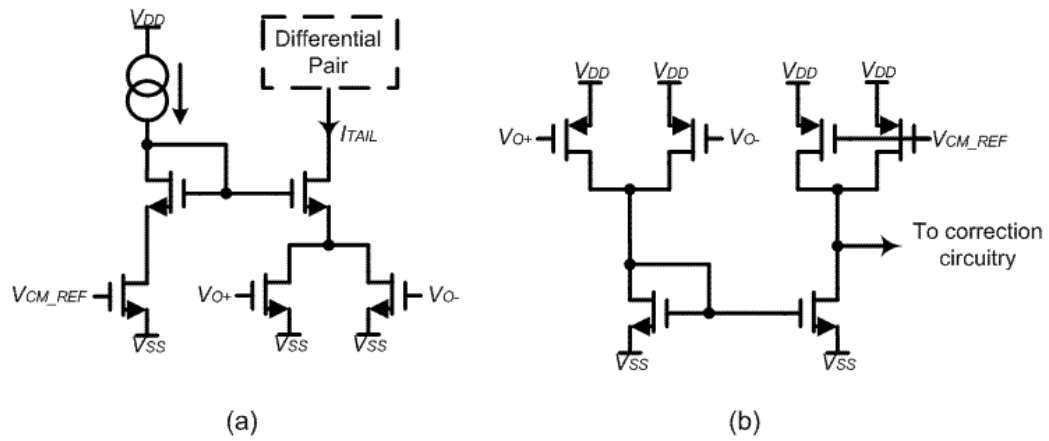 VDD
Differential
Pair
ITAIL
VCM_REF
VO+
VO-
VSS
VSS
VSS
(a)
VDD
VDD
VDD
VDD
VO+
VO-
VCM_REF
To correction
circuitry
VSS
VSS
(b)